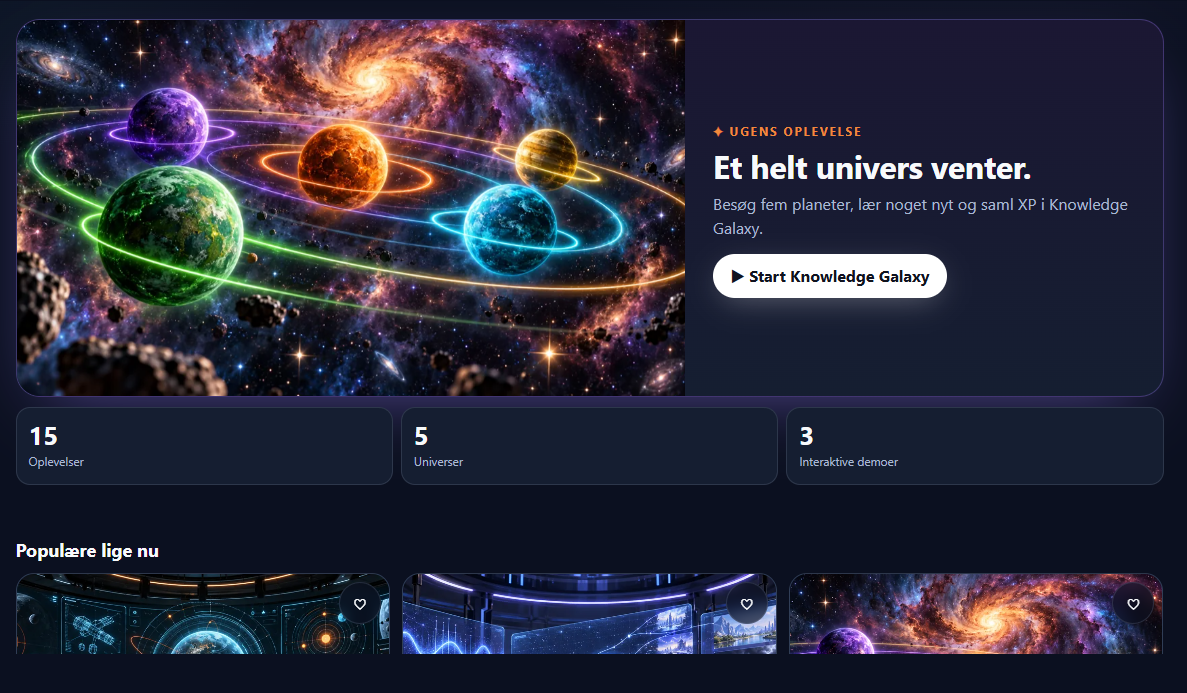 ✦ UGENS OPLEVELSE
Et helt univers venter.
Besøg fem planeter, lær noget nyt og saml XP i Knowledge
Galaxy.
▶ Start Knowledge Galaxy
15
Oplevelser
5
Universer
3
Interaktive demoer
Populære lige nu